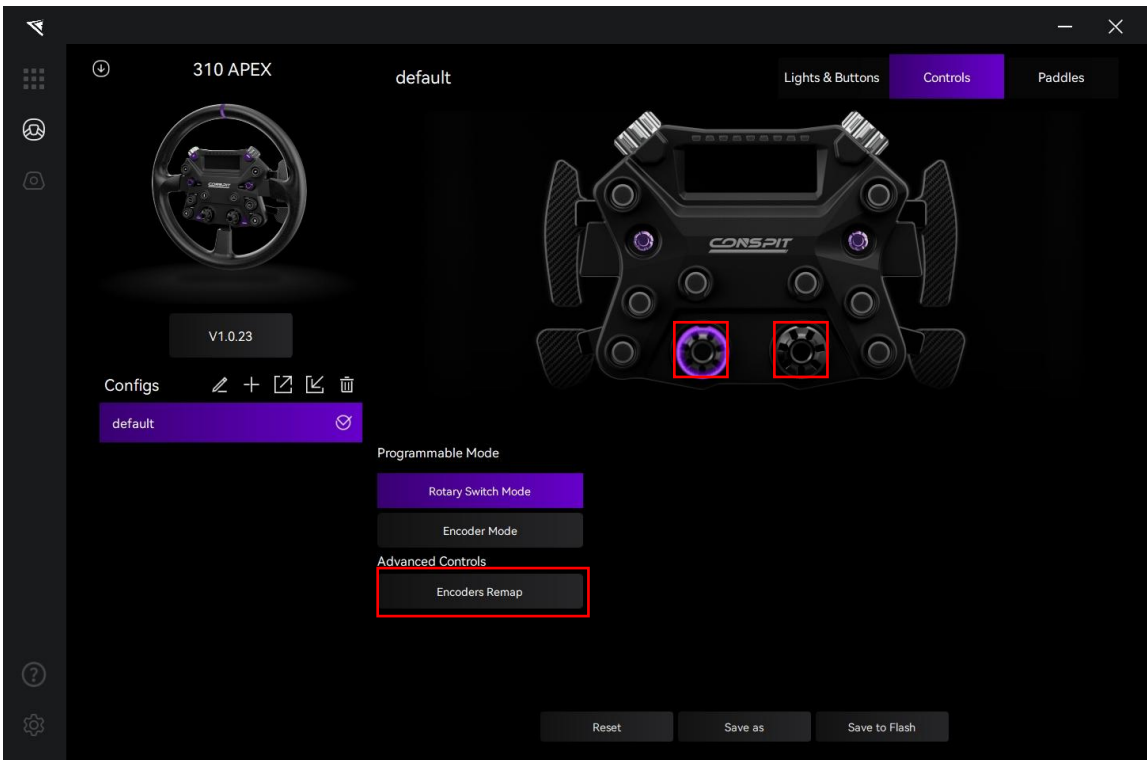 310 APEX
default
Lights & Buttons
Controls
Paddles
CONSPIT
V1.0.23
Configs
default
Programmable Mode
Rotary Switch Mode
Encoder Mode
Advanced Controls
Encoders Remap
Reset
Save as
Save to Flash